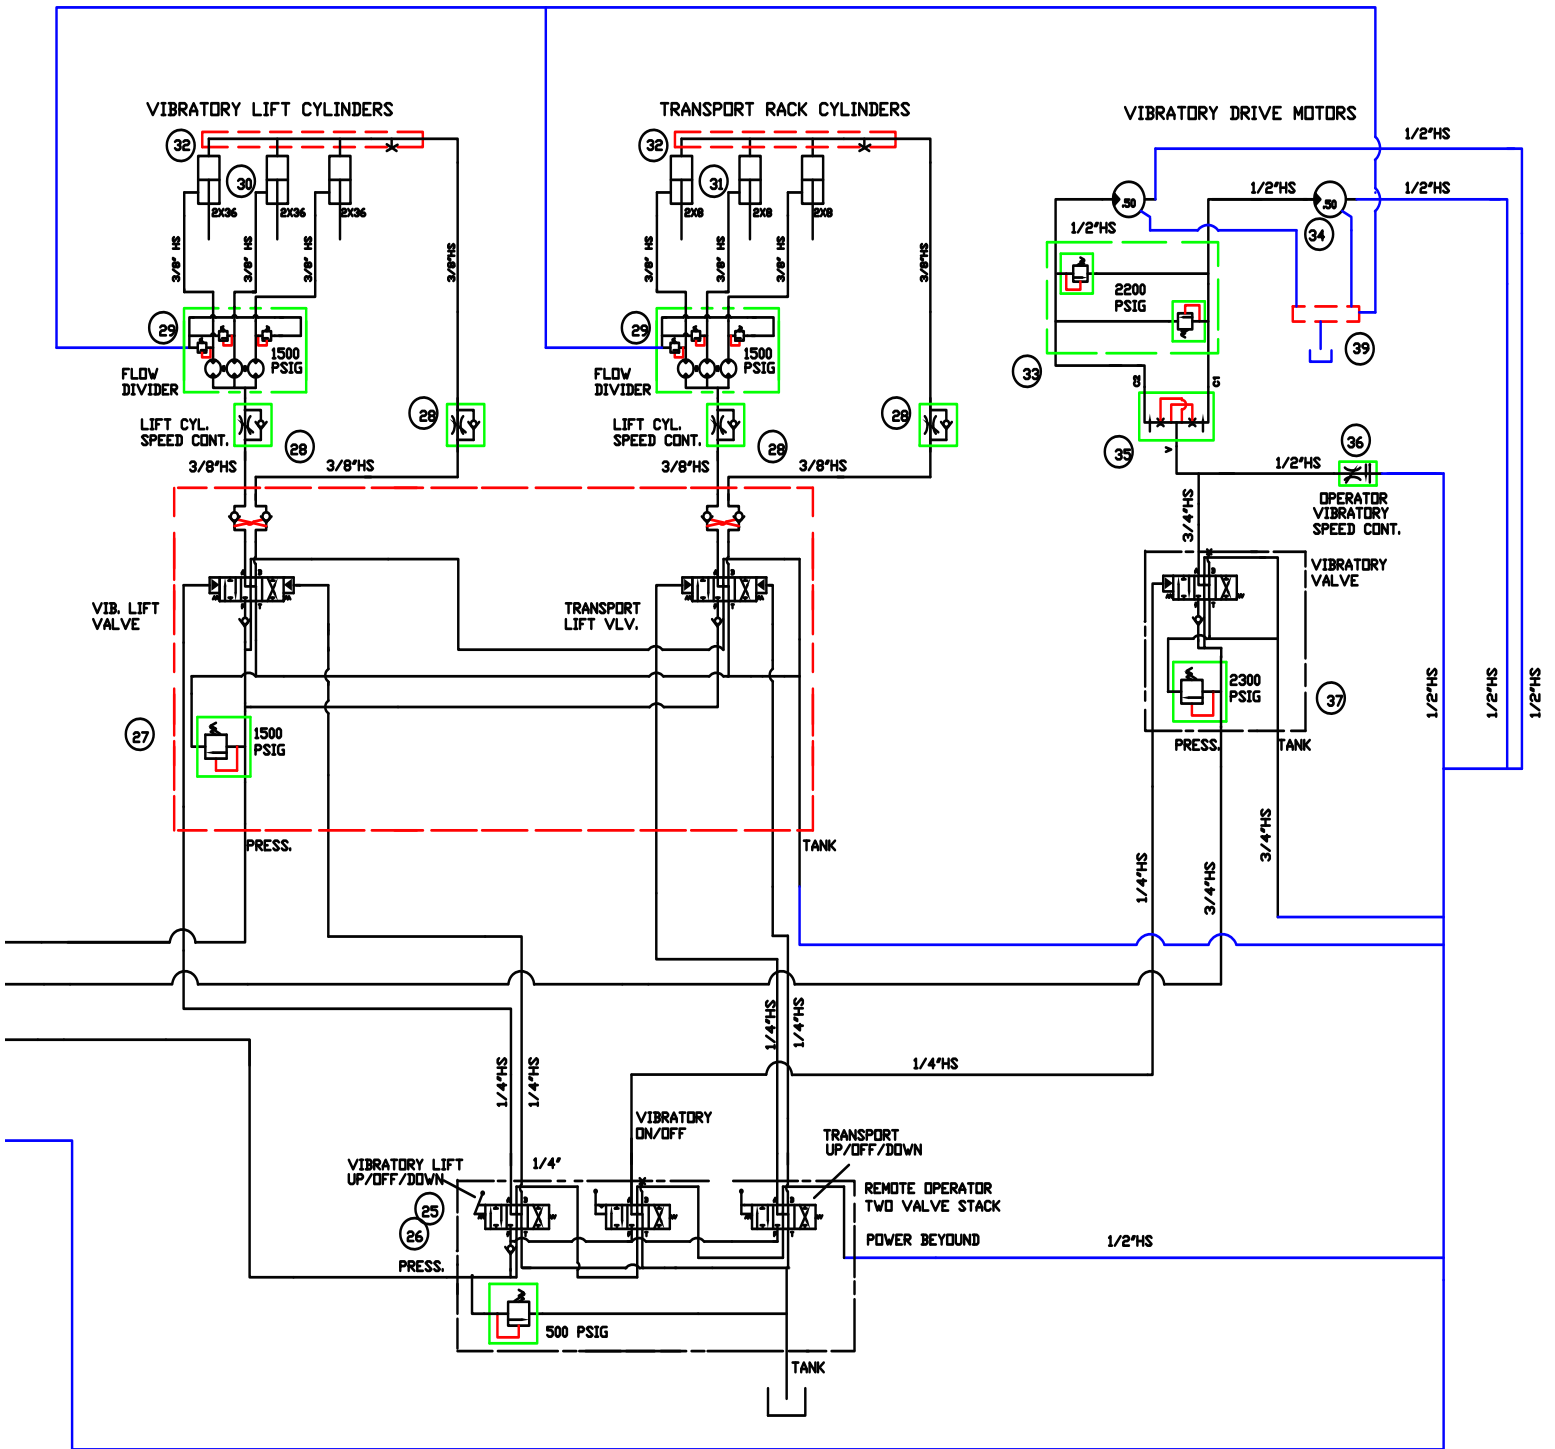 VIBRATORY LIFT CYLINDERS
TRANSPORT RACK CYLINDERS
VIBRATORY DRIVE MOTORS
1/2"HS
32
32
30
31
2X36
2X36
2X36
2X8
2X8
2X8
.50
.50
1/2"HS
1/2"HS
1/2"HS
34
3/8" HS
3/8" HS
3/8" HS
3/8"HS
3/8" HS
3/8" HS
3/8" HS
3/8"HS
2200
PSIG
29
29
1500
PSIG
1500
PSIG
39
FLOW
DIVIDER
FLOW
DIVIDER
33
C2
C1
28
28
LIFT CYL.
SPEED CONT.
LIFT CYL.
SPEED CONT.
28
28
35
V
36
3/8"HS
3/8"HS
3/8"HS
3/8"HS
1/2"HS
OPERATOR
VIBRATORY
SPEED CONT.
3/4"HS
A B
P T
A B
P T
A B
P T
VIBRATORY
VALVE
VIB. LIFT
VALVE
TRANSPORT
LIFT VLV.
2300
PSIG
37
1/2"HS
1/2"HS
1/2"HS
27
1500
PSIG
PRESS.
TANK
PRESS.
TANK
1/4"HS
3/4"HS
3/4"HS
1/4"HS
1/4"HS
1/4"HS
1/4"HS
1/4"HS
VIBRATORY
ON/OFF
TRANSPORT
UP/OFF/DOWN
VIBRATORY LIFT
UP/OFF/DOWN
1/4"
25
26
A B
P T
A B
P T
A B
P T
REMOTE OPERATOR
TWO VALVE STACK
POWER BEYOUND
1/2"HS
PRESS.
500 PSIG
TANK